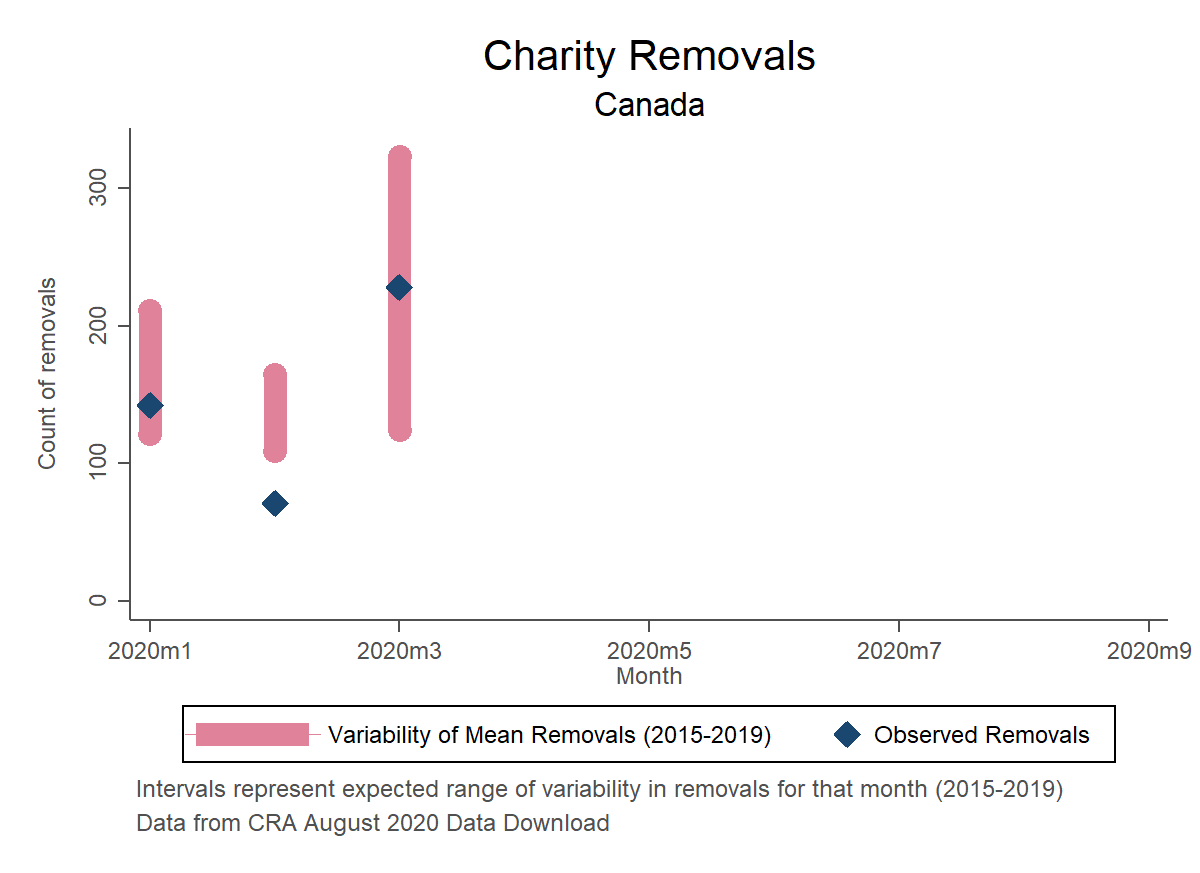 Charity Removals
Canada
Count of removals
300
200
100
0
2020m1 2020m3 2020m5 2020m7 2020m9
Month
Variability of Mean Removals (2015-2019) Observed Removals
Intervals represent expected range of variability in removals for that month (2015-2019)
Data from CRA August 2020 Data Download